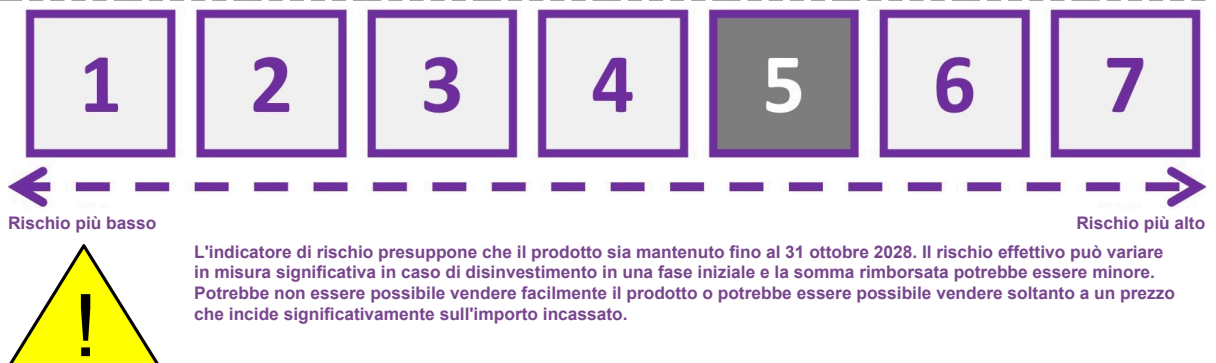 1 2 3 4 5 6 7
Rischio più basso Rischio più alto
L'indicatore di rischio presuppone che il prodotto sia mantenuto fino al 31 ottobre 2028. Il rischio effettivo può variare
in misura significativa in caso di disinvestimento in una fase iniziale e la somma rimborsata potrebbe essere minore.
Potrebbe non essere possibile vendere facilmente il prodotto o potrebbe essere possibile vendere soltanto a un prezzo
che incide significativamente sull'importo incassato.
!